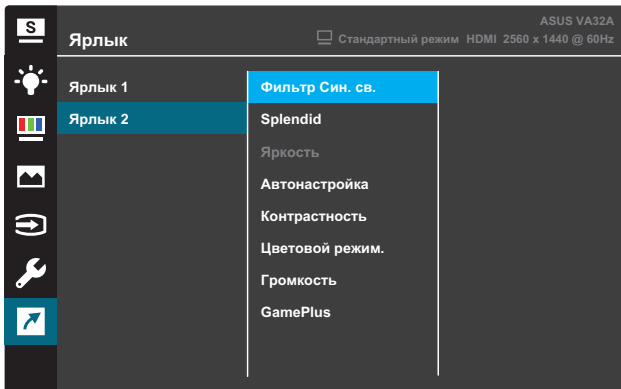 S
Ярлык
ASUS VA32A
Стандартный режим HDMI 2560 x 1440 @ 60Hz
Ярлык 1
Ярлык 2
Фильтр Син. св.
Splendid
Яркость
Автонастройка
Контрастность
Цветовой режим.
Громкость
GamePlus